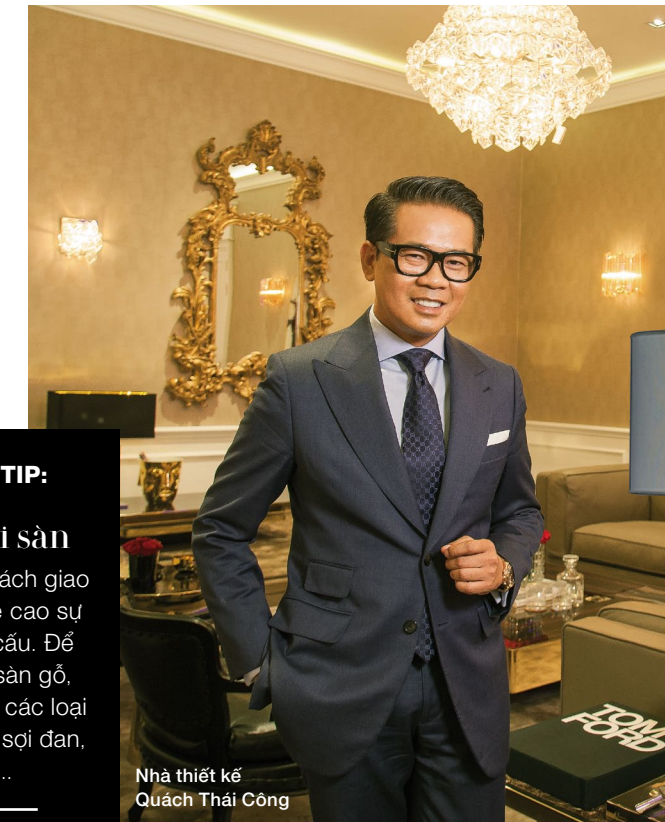 TIP:
i sàn
ách giao
cao sự
cấu. Để
sàn gỗ,
các loại
sợi đan,
...
Nhà thiết kế
Quách Thái Công
TOM
FORD